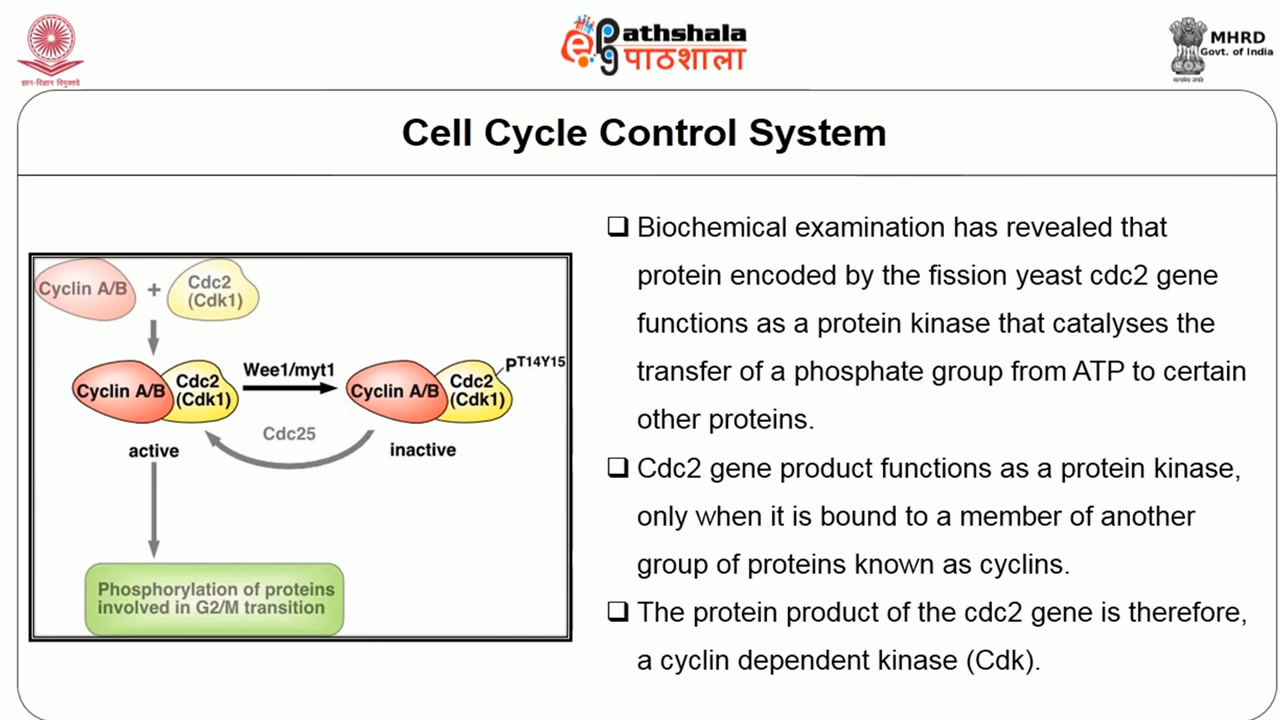 ज्ञान-विज्ञान विमुक्तये
ePGathshala
पाठशाला
MHRD
Govt. of India
सत्यमेव जयते
Cell Cycle Control System
Cyclin A/B + Cdc2
(Cdk1)
Cyclin A/B Cdc2
(Cdk1)
Wee1/myt1
Cyclin A/B Cdc2
(Cdk1)
PT14Y15
Cdc25
active
inactive
Phosphorylation of proteins
involved in G2/M transition
❑ Biochemical examination has revealed that
protein encoded by the fission yeast cdc2 gene
functions as a protein kinase that catalyses the
transfer of a phosphate group from ATP to certain
other proteins.
❑ Cdc2 gene product functions as a protein kinase,
only when it is bound to a member of another
group of proteins known as cyclins.
❑ The protein product of the cdc2 gene is therefore,
a cyclin dependent kinase (Cdk).